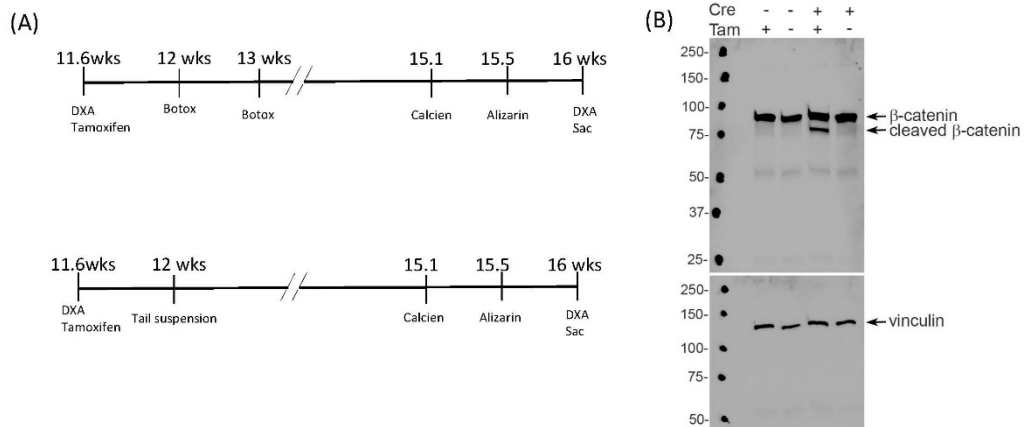 (A)
11.6wks 12 wks 13 wks 15.1 15.5 16 wks
DXA Botox Botox Calcien Alizarin DXA
Tamoxifen Sac
11.6wks 12 wks 15.1 15.5 16 wks
DXA Tail suspension Calcien Alizarin DXA
Tamoxifen Sac
(B)
Cre - - + +
Tam + - + -
250-
150-
100-
β-catenin
75-
cleaved β-catenin
50-
37-
25-
250-
150-
vinculin
100-
75-
50-